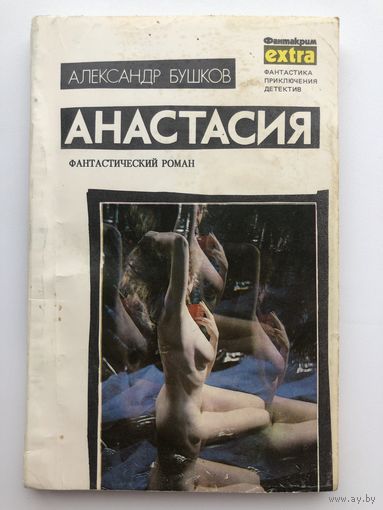 Фантакрим
extra
ФАНТАСТИКА
ПРИКЛЮЧЕНИЯ
ДЕТЕКТИВ
АЛЕКСАНДР БУШКОВ
АНАСТАСИЯ
ФАНТАСТИЧЕСКИЙ РОМАН
www.ay.by